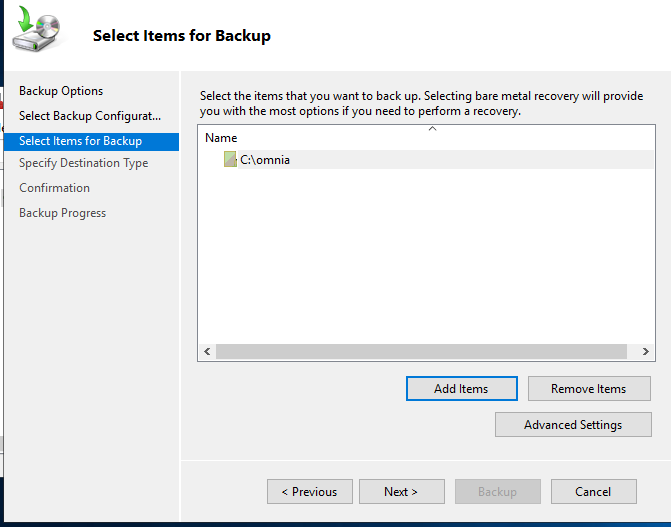 Select Items for Backup
Backup Options
Select Backup Configurat...
Select Items for Backup
Specify Destination Type
Confirmation
Backup Progress
Select the items that you want to back up. Selecting bare metal recovery will provide
you with the most options if you need to perform a recovery.
Name
C:\omnia
Add Items
Remove Items
Advanced Settings
< Previous
Next >
Backup
Cancel